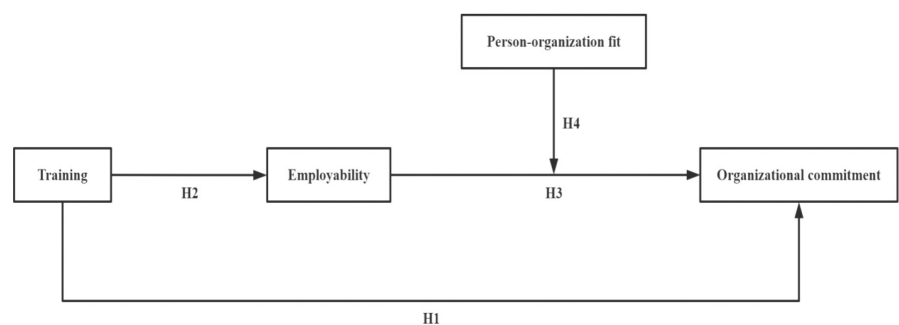 Person-organization fit
H4
Training
H2
Employability
H3
Organizational commitment
H1